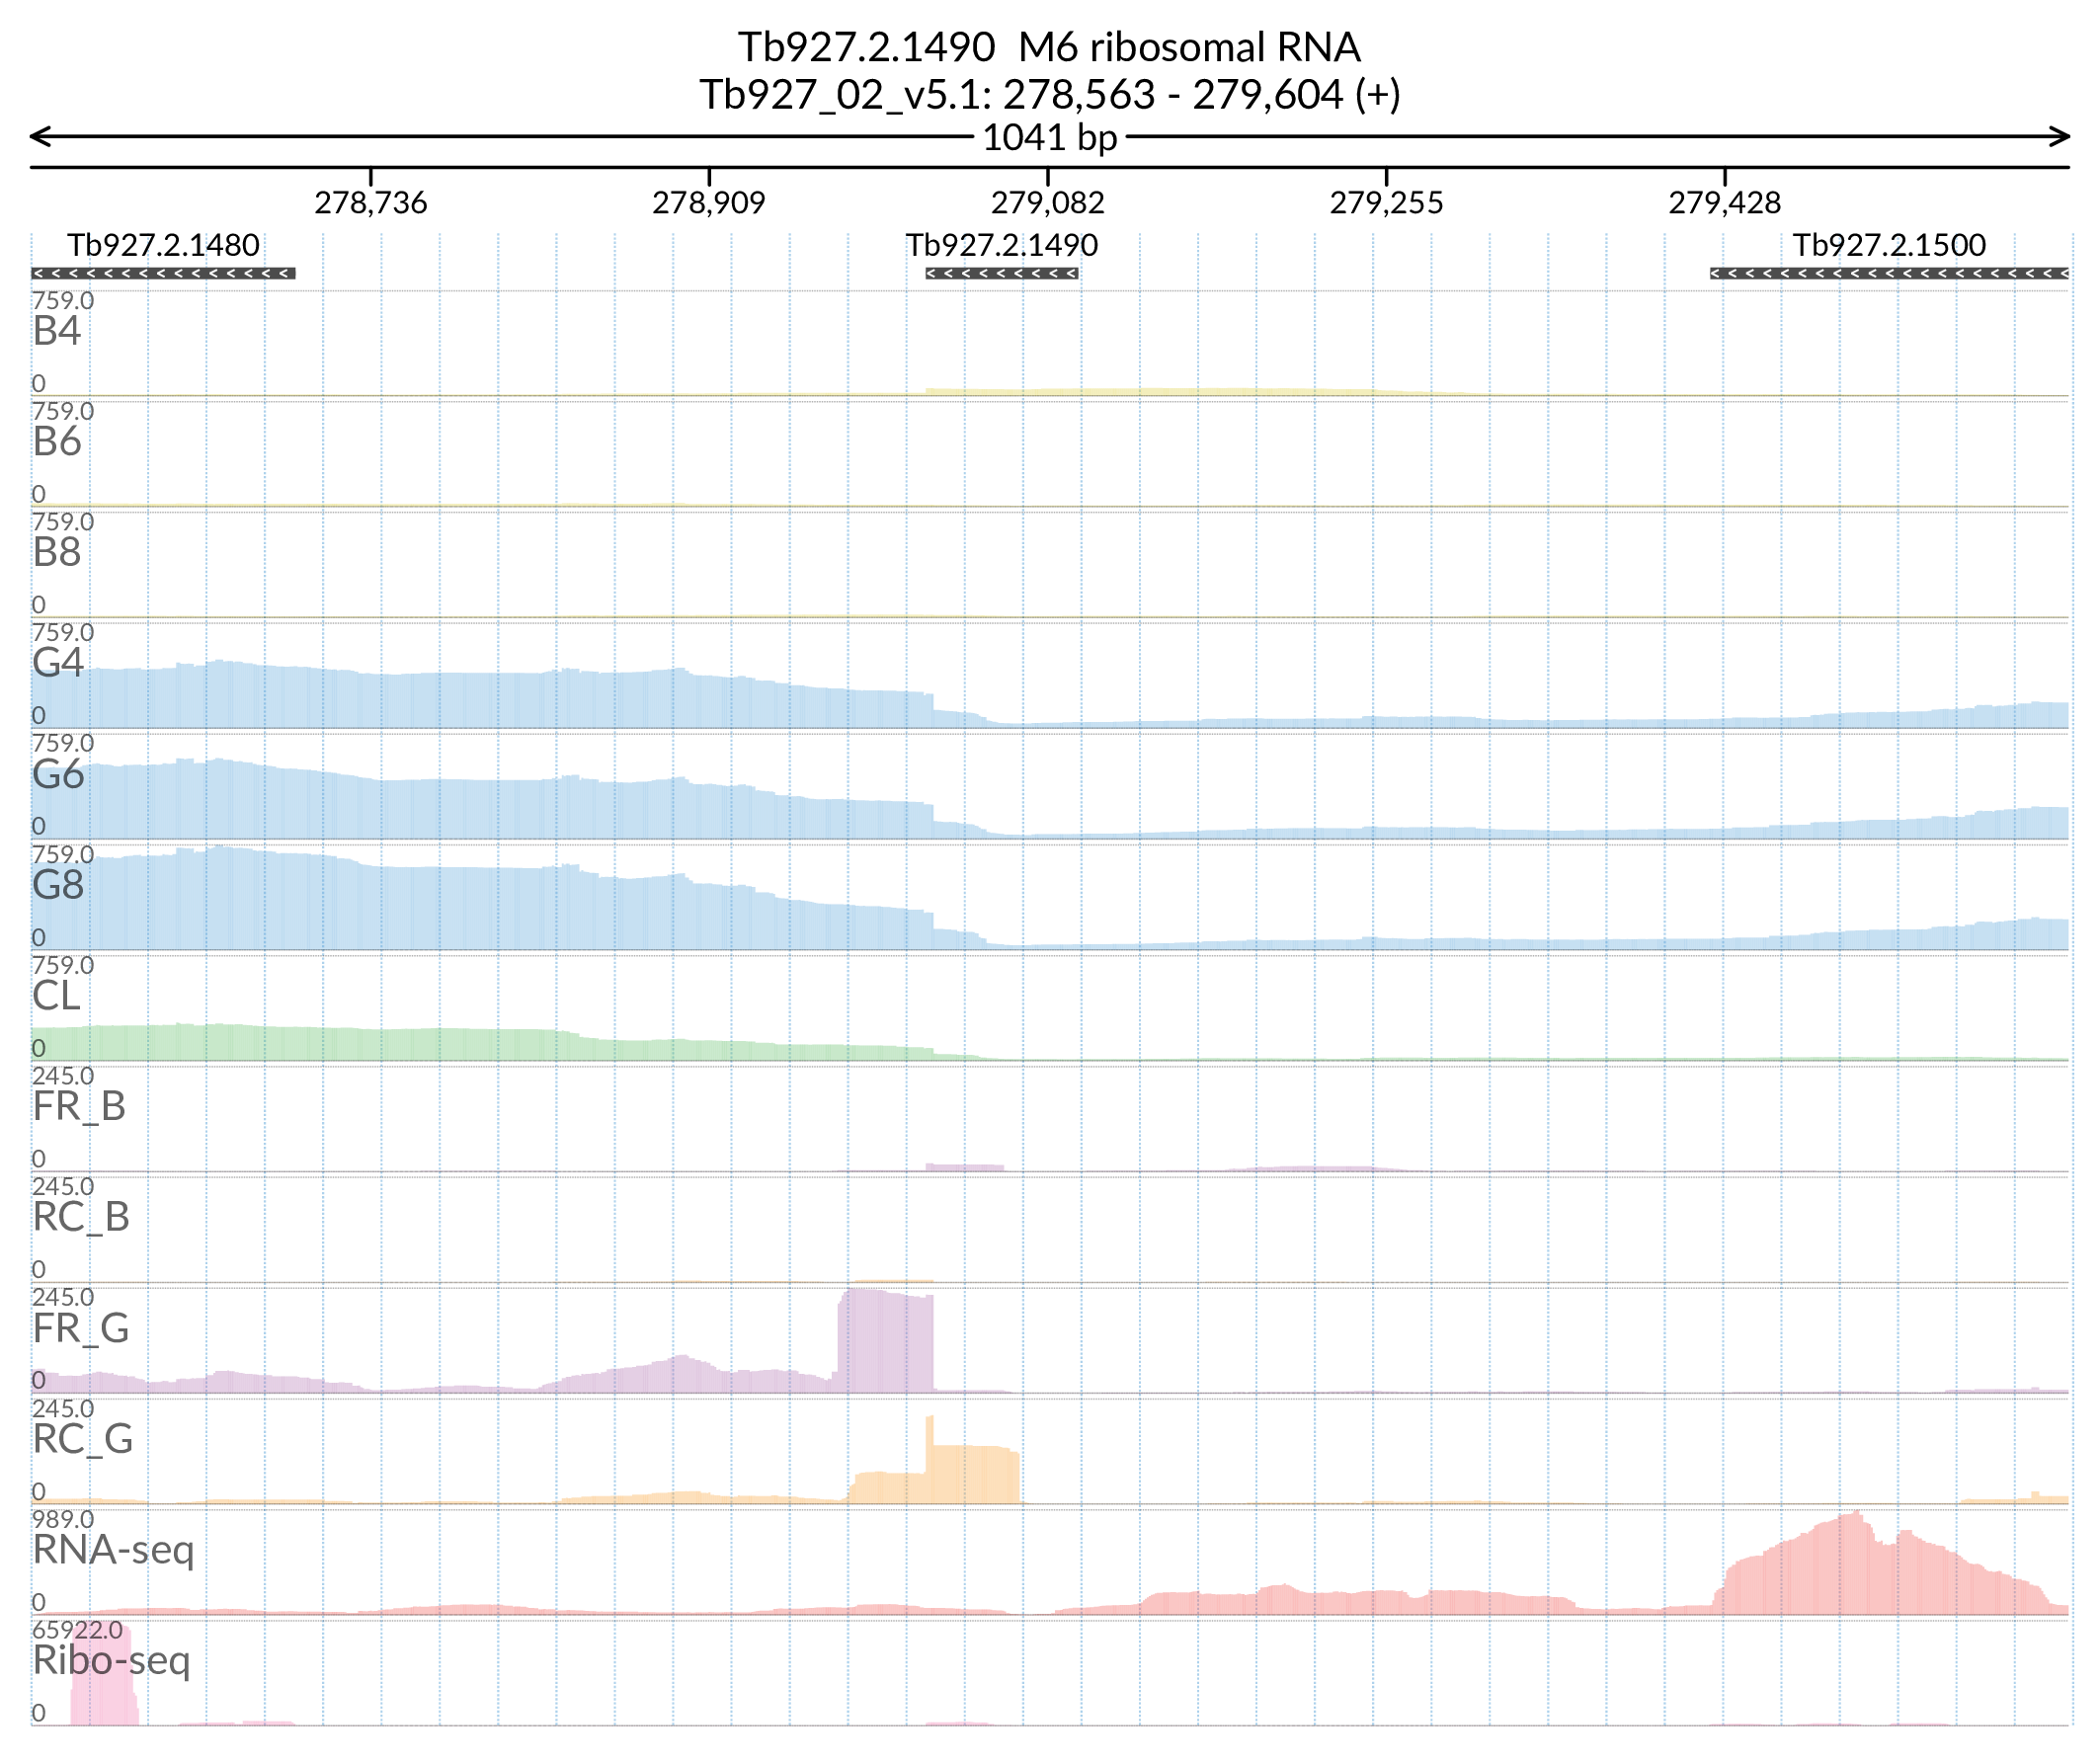 Tb927.2.1490  M6 ribosomal RNA
Tb927_02_v5.1: 278,563 - 279,604 (+)
1041 bp
278,736 278,909 279,082 279,255 279,428
Tb927.2.1480 Tb927.2.1490 Tb927.2.1500
759.0
B4
0
759.0
B6
0
759.0
B8
0
759.0
G4
0
759.0
G6
0
759.0
G8
0
759.0
CL
0
245.0
FR_B
0
245.0
RC_B
0
245.0
FR_G
0
245.0
RC_G
0
989.0
RNA-seq
0
65922.0
Ribo-seq
0